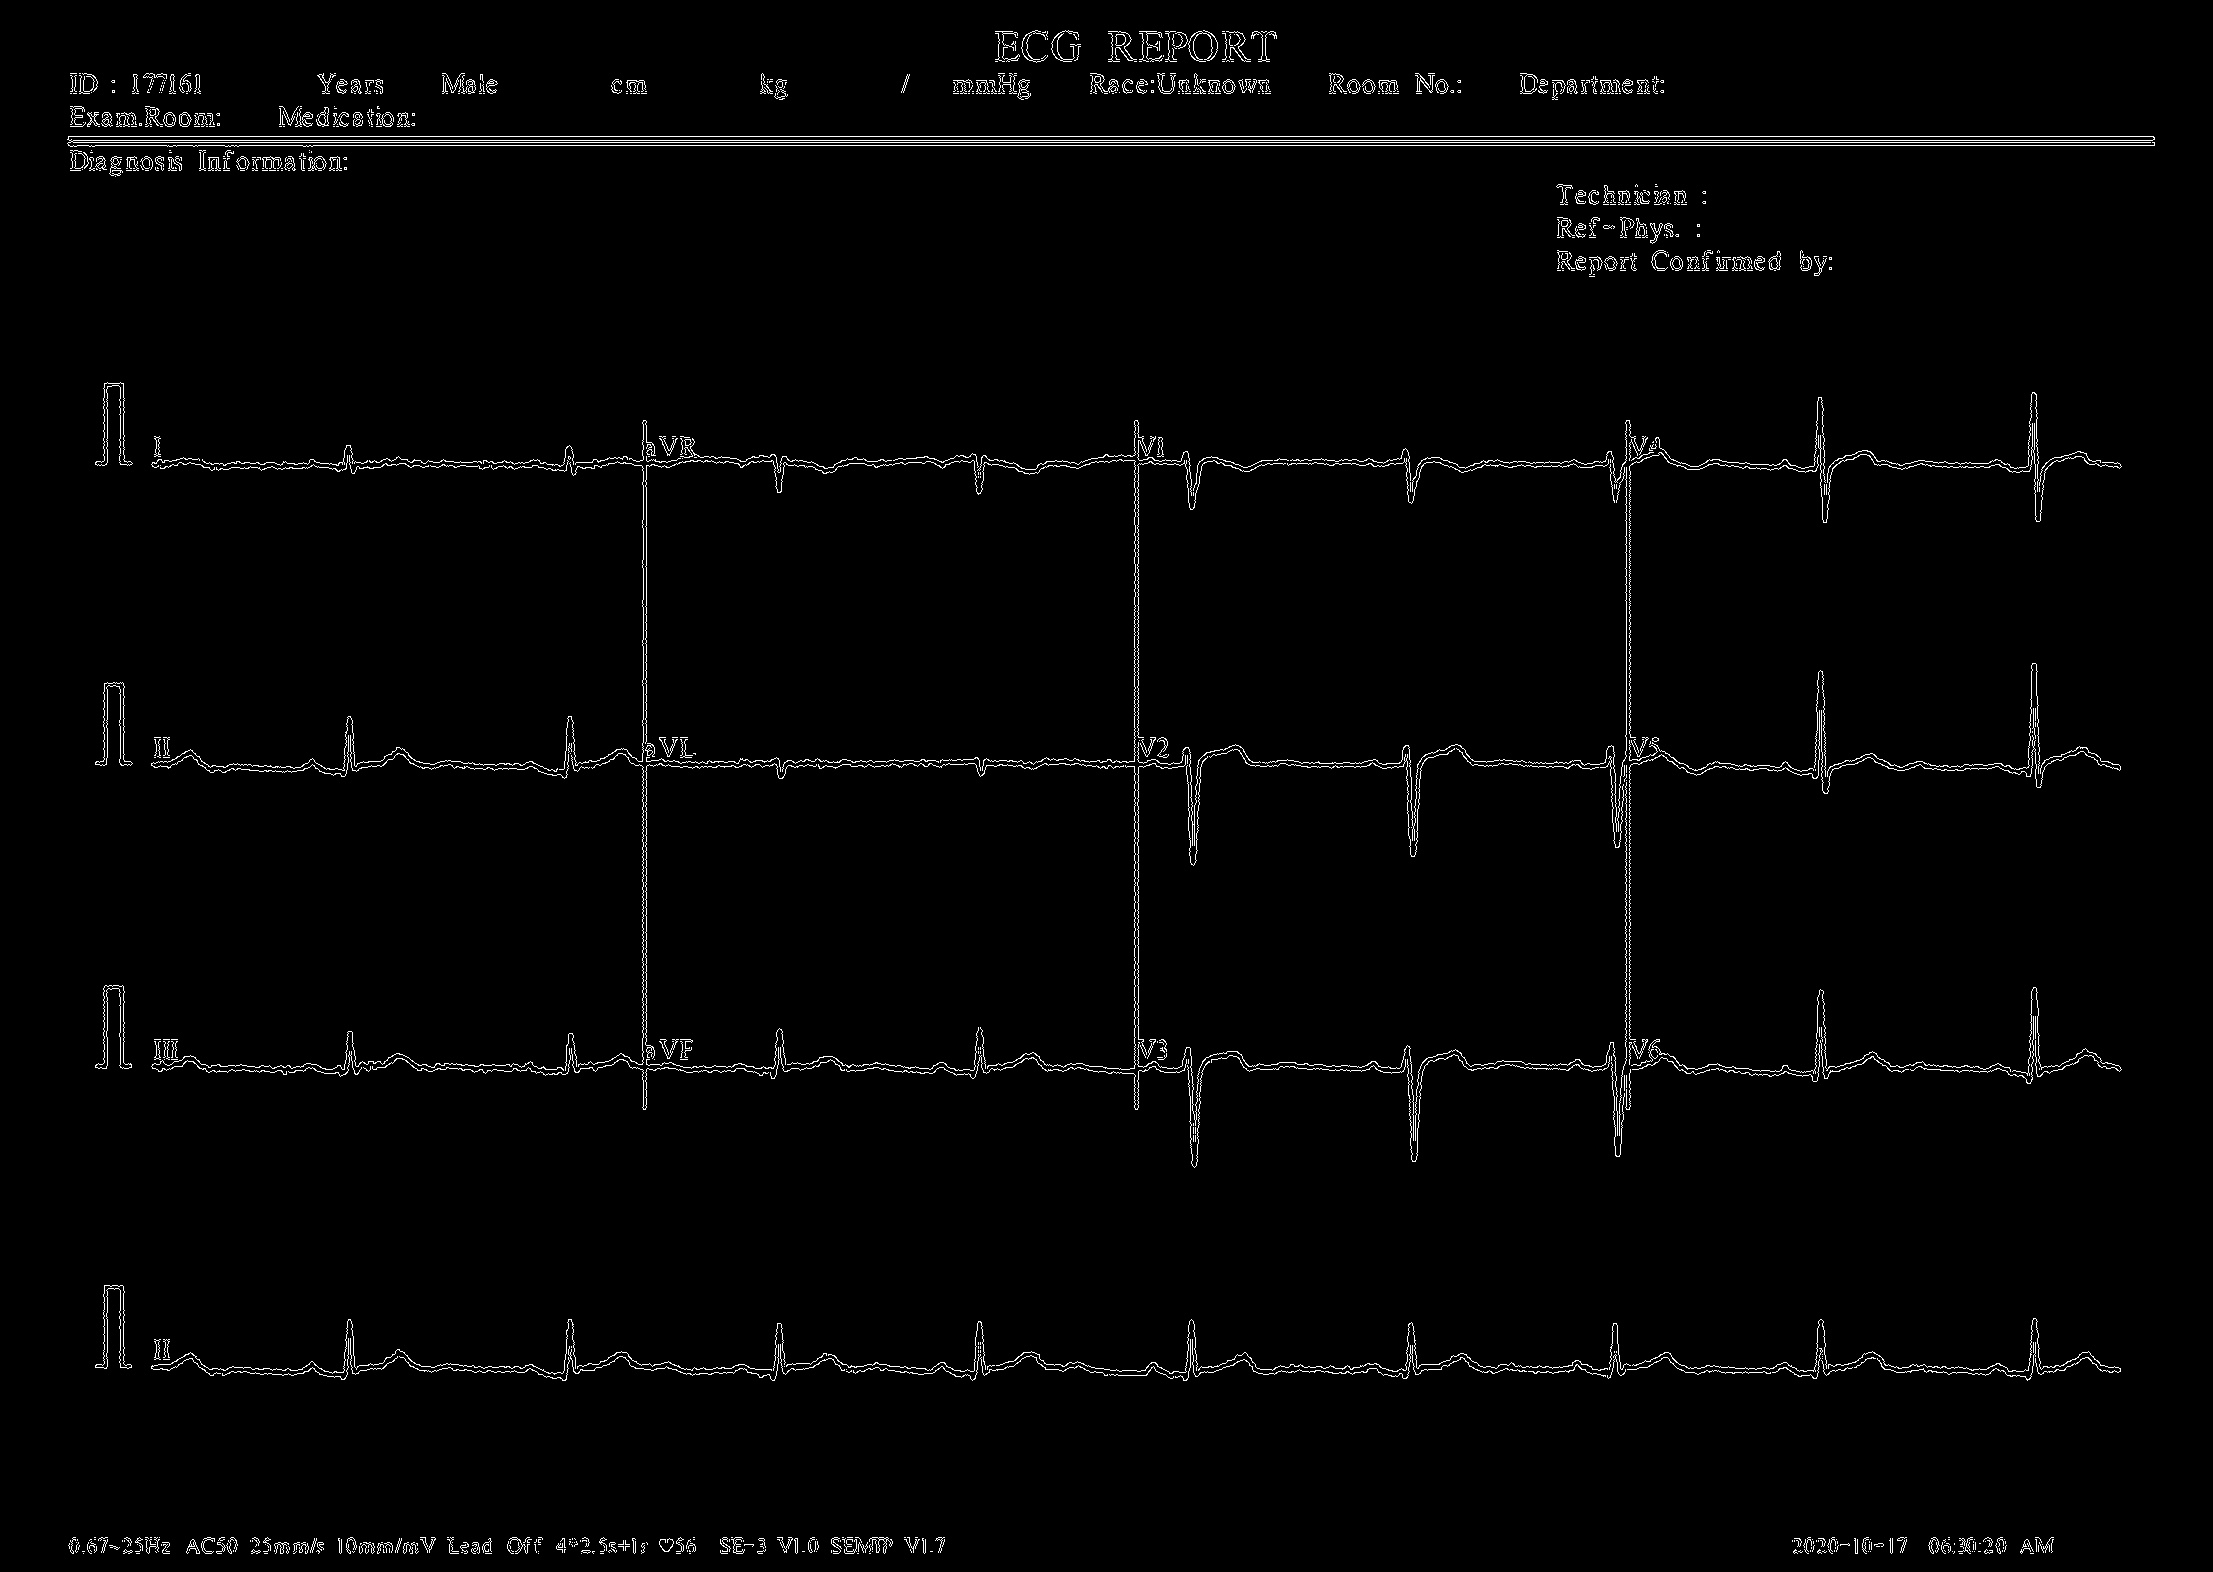 ECG REPORT
ID : 177161 Years Male cm kg / mmHg Race:Unknown Room No.: Department:
Exam.Room: Medication:
Diagnosis Information:
Technician :
Ref-Phys. :
Report Confirmed by:
I aVR V1 V4
II aVL V2 V5
III aVF V3 V6
II
0.67~25Hz AC50 25mm/s 10mm/mV Lead Off 4*2.5s+1r ♡56 SE-3 V1.0 SEMIP V1.7 2020-10-17 06:30:20 AM